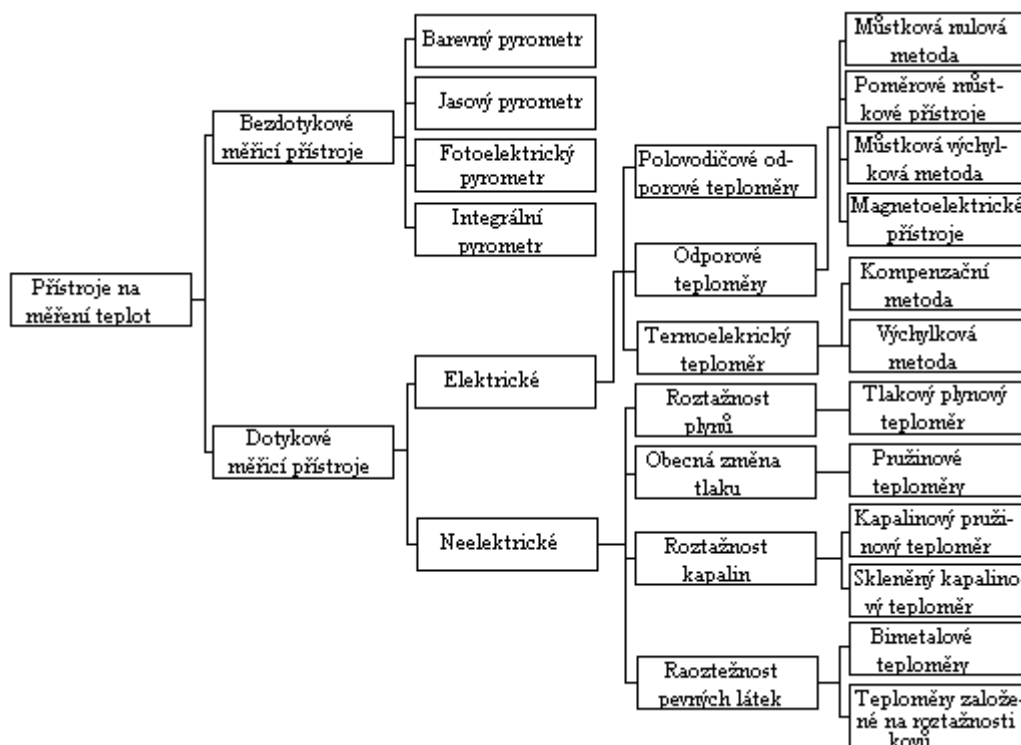 Přístroje na
měření teplot
Bezdotykové
měřicí přístroje
Barevný pyrometr
Jasový pyrometr
Fotoelektrický
pyrometr
Integrální
pyrometr
Dotykové
měřicí přístroje
Elektrické
Polovodičové od-
porové teploměry
Odporové
teploměry
Můstková nulová
metoda
Poměrové můst-
kové přístroje
Můstková výchyl-
ková metoda
Magnetoelektrické
přístroje
Termoelekrický
teploměr
Kompenzační
metoda
Výchylková
metoda
Neelektrické
Roztažnost
plynů
Tlakový plynový
teploměr
Obecná změna
tlaku
Pružinové
teploměry
Roztažnost
kapalin
Kapalinový pruži-
nový teploměr
Skleněný kapalino
vý teploměr
Raoztežnost
pevných látek
Bimetalové
teploměry
Teploměry založe-
né na roztažnosti
kovů